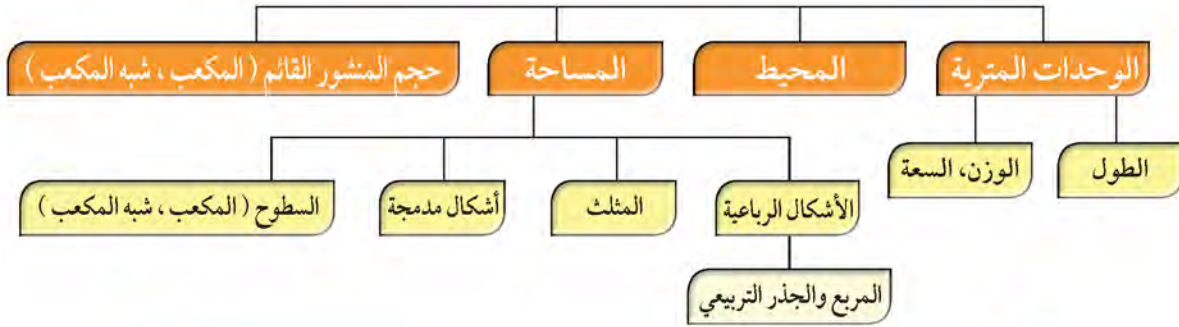 الوحدات المترية
المحيط
المساحة
حجم المنشور القائم ( المكعب ، شبه المكعب )
الطول
الوزن، السعة
الأشكال الرباعية
المثلث
أشكال مدمجة
السطوح ( المكعب ، شبه المكعب )
المربع والجذر التربيعي